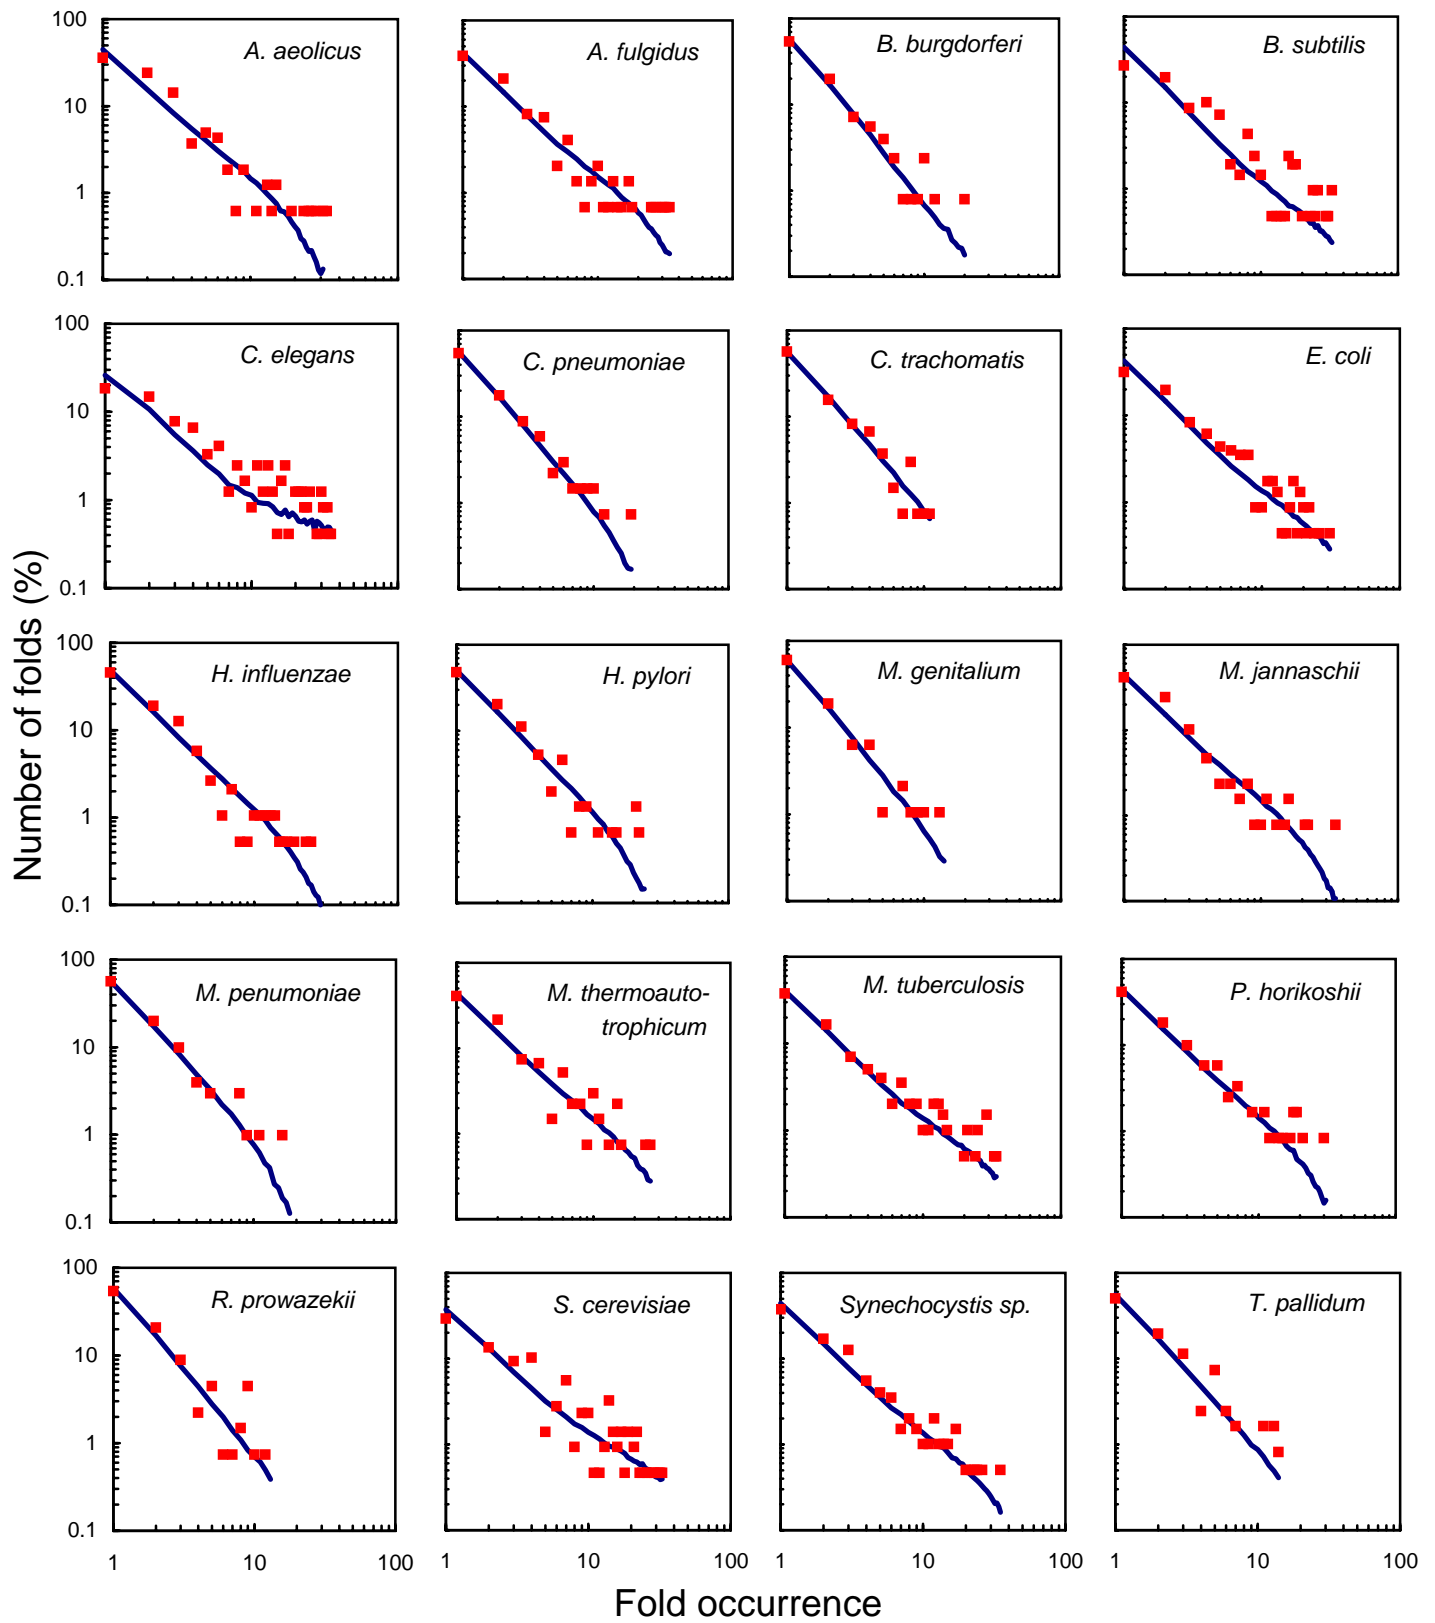 100
10
1
0.1
A. aeolicus
A. fulgidus
B. burgdorferi
B. subtilis
100
10
1
0.1
C. elegans
C. pneumoniae
C. trachomatis
E. coli
Number of folds (%)
100
10
1
0.1
H. influenzae
H. pylori
M. genitalium
M. jannaschii
100
10
1
0.1
M. penumoniae
M. thermoauto-
trophicum
M. tuberculosis
P. horikoshii
100
10
1
0.1
R. prowazekii
S. cerevisiae
Synechocystis sp.
T. pallidum
1 10 100
1 10 100
1 10 100
1 10 100
Fold occurrence